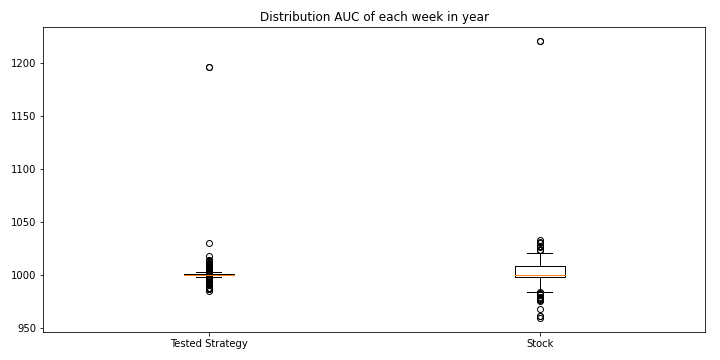 Distribution AUC of each week in year
1200
1150
1100
1050
1000
950
Tested Strategy
Stock